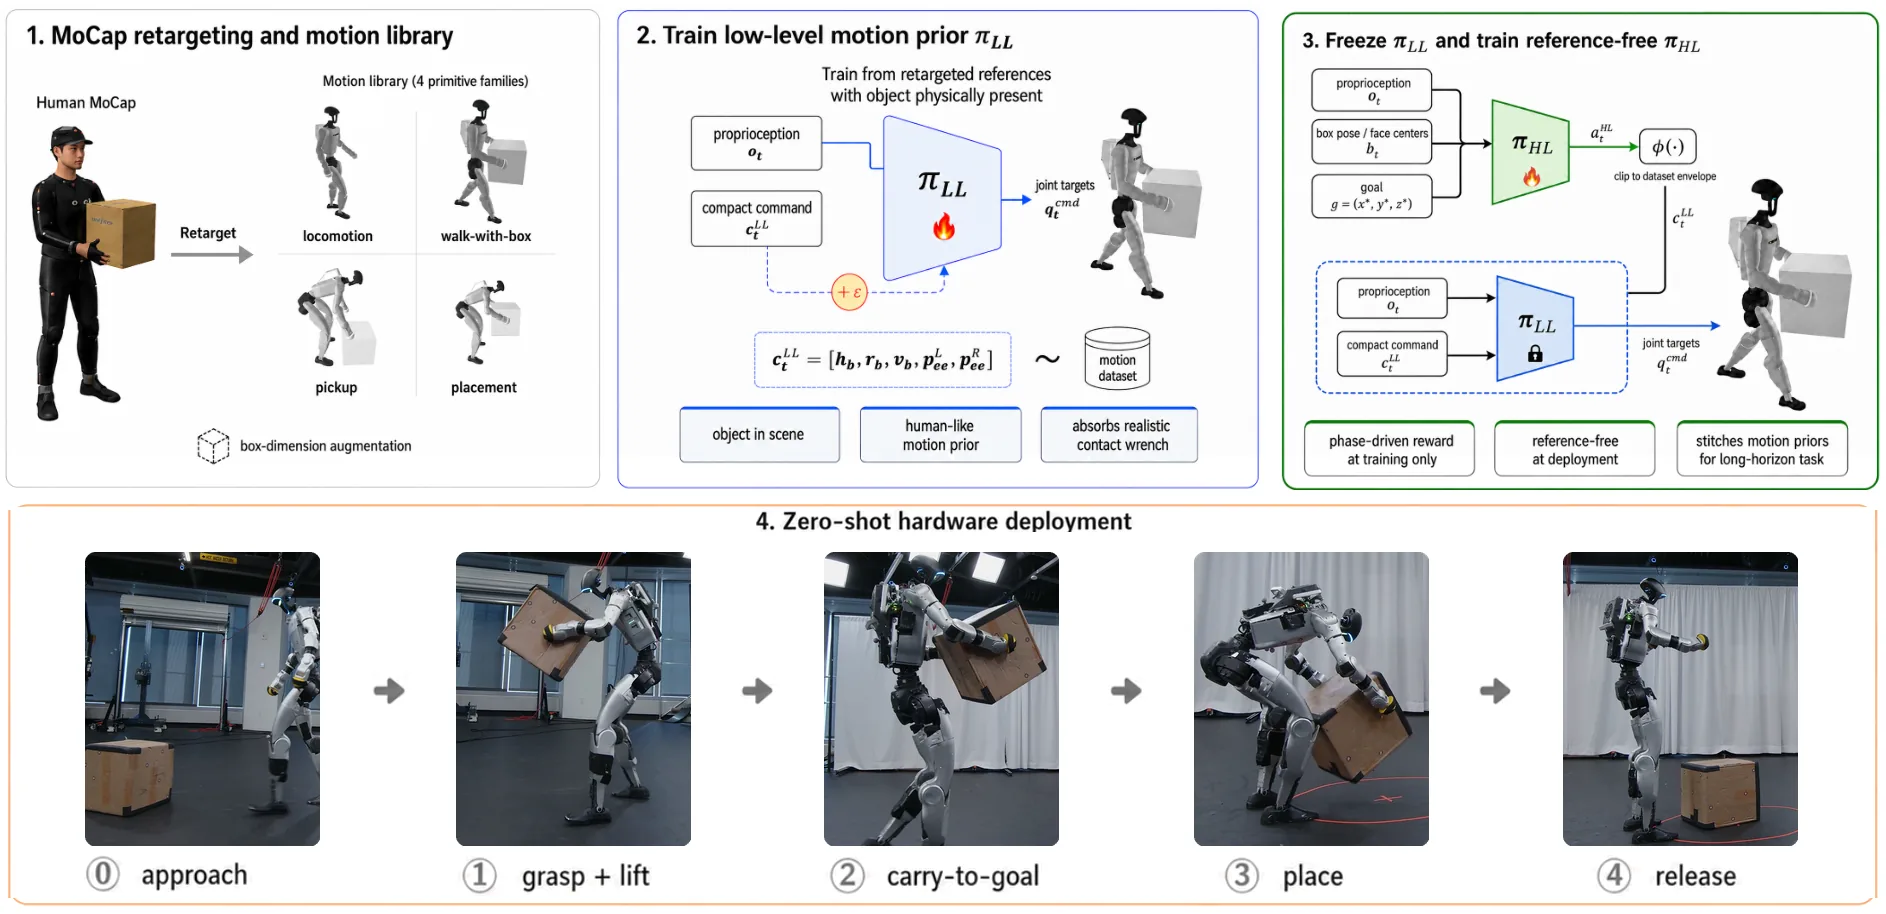 1. MoCap retargeting and motion library
Human MoCap
Motion library (4 primitive families)
Retarget
locomotion
walk-with-box
pickup
placement
box-dimension augmentation
2. Train low-level motion prior π_LL
Train from retargeted references
with object physically present
proprioception
o_t
compact command
c_t^LL
π_LL
+ ε
joint targets
q_t^cmd
c_t^LL = [h_b, r_b, v_b, p_ee^L, p_ee^R]
~
motion
dataset
object in scene
human-like
motion prior
absorbs realistic
contact wrench
3. Freeze π_LL and train reference-free π_HL
proprioception
o_t
box pose / face centers
b_t
goal
g = (x*, y*, z*)
π_HL
a_t^HL
ϕ(·)
clip to dataset envelope
c_t^LL
proprioception
o_t
compact command
c_t^LL
π_LL
joint targets
q_t^cmd
phase-driven reward
at training only
reference-free
at deployment
stitches motion priors
for long-horizon task
4. Zero-shot hardware deployment
0 approach
1 grasp + lift
2 carry-to-goal
3 place
4 release